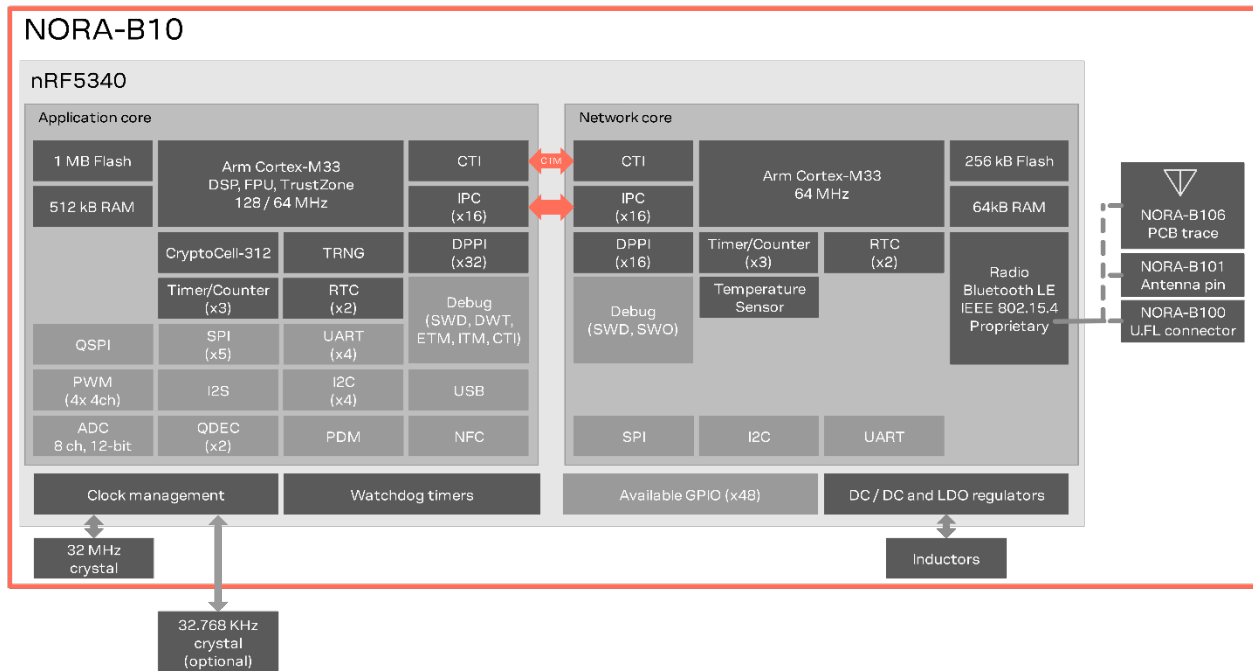 NORA-B10
nRF5340
Application core
1 MB Flash
512 kB RAM
Arm Cortex-M33
DSP, FPU, TrustZone
128 / 64 MHz
CTI
IPC
(x16)
CryptoCell-312
TRNG
DPPI
(x32)
Timer/Counter
(x3)
RTC
(x2)
Debug
(SWD, DWT,
ETM, ITM, CTI)
QSPI
SPI
(x5)
UART
(x4)
PWM
(4x 4ch)
I2S
I2C
(x4)
USB
ADC
8 ch, 12-bit
QDEC
(x2)
PDM
NFC
CTM
Network core
CTI
Arm Cortex-M33
64 MHz
256 kB Flash
IPC
(x16)
64kB RAM
DPPI
(x16)
Timer/Counter
(x3)
RTC
(x2)
Radio
Bluetooth LE
IEEE 802.15.4
Proprietary
Debug
(SWD, SWO)
Temperature
Sensor
SPI
I2C
UART
NORA-B106
PCB trace
NORA-B101
Antenna pin
NORA-B100
U.FL connector
Clock management
Watchdog timers
Available GPIO (x48)
DC / DC and LDO regulators
32 MHz
crystal
Inductors
32.768 KHz
crystal
(optional)